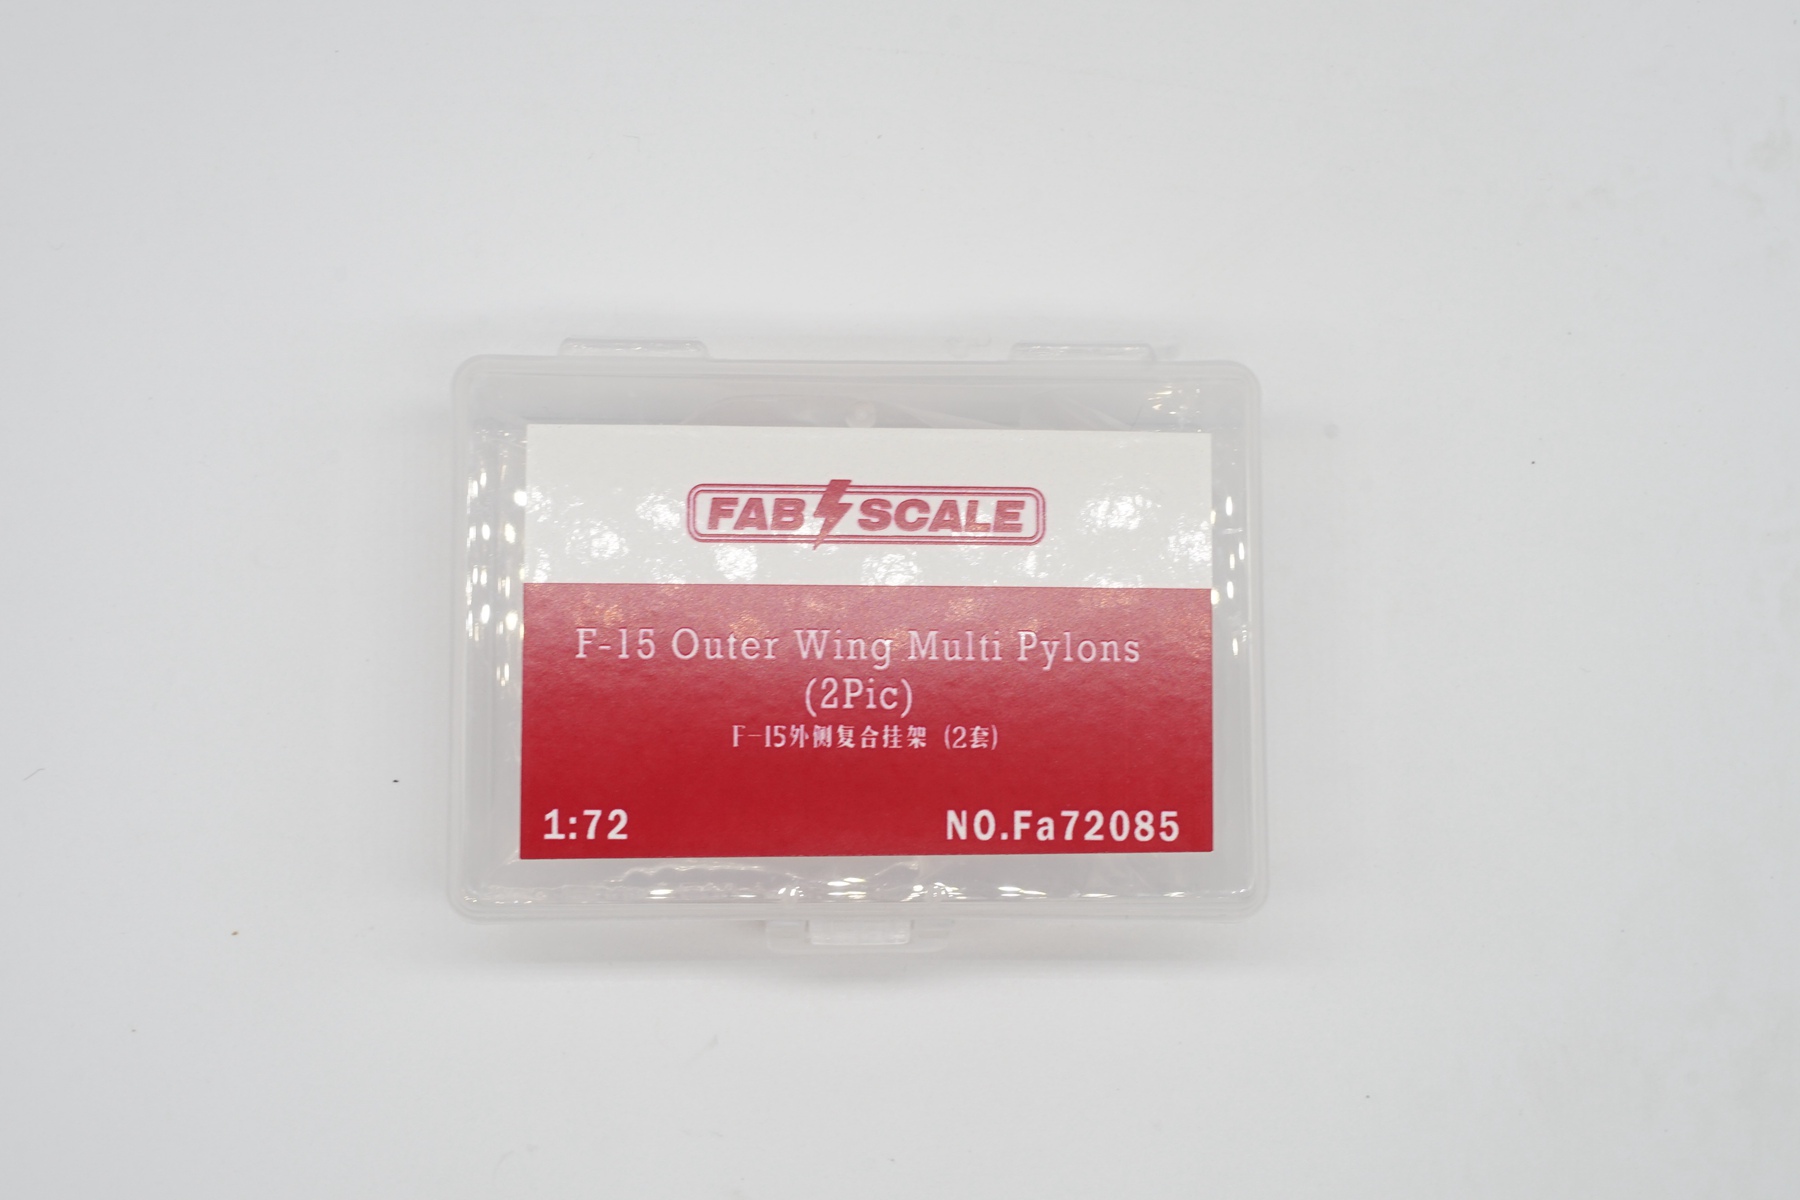 FAB SCALE
F-15 Outer Wing Multi Pylons
(2Pic)
F-15外侧复合挂架 (2套)
1:72
NO.Fa72085